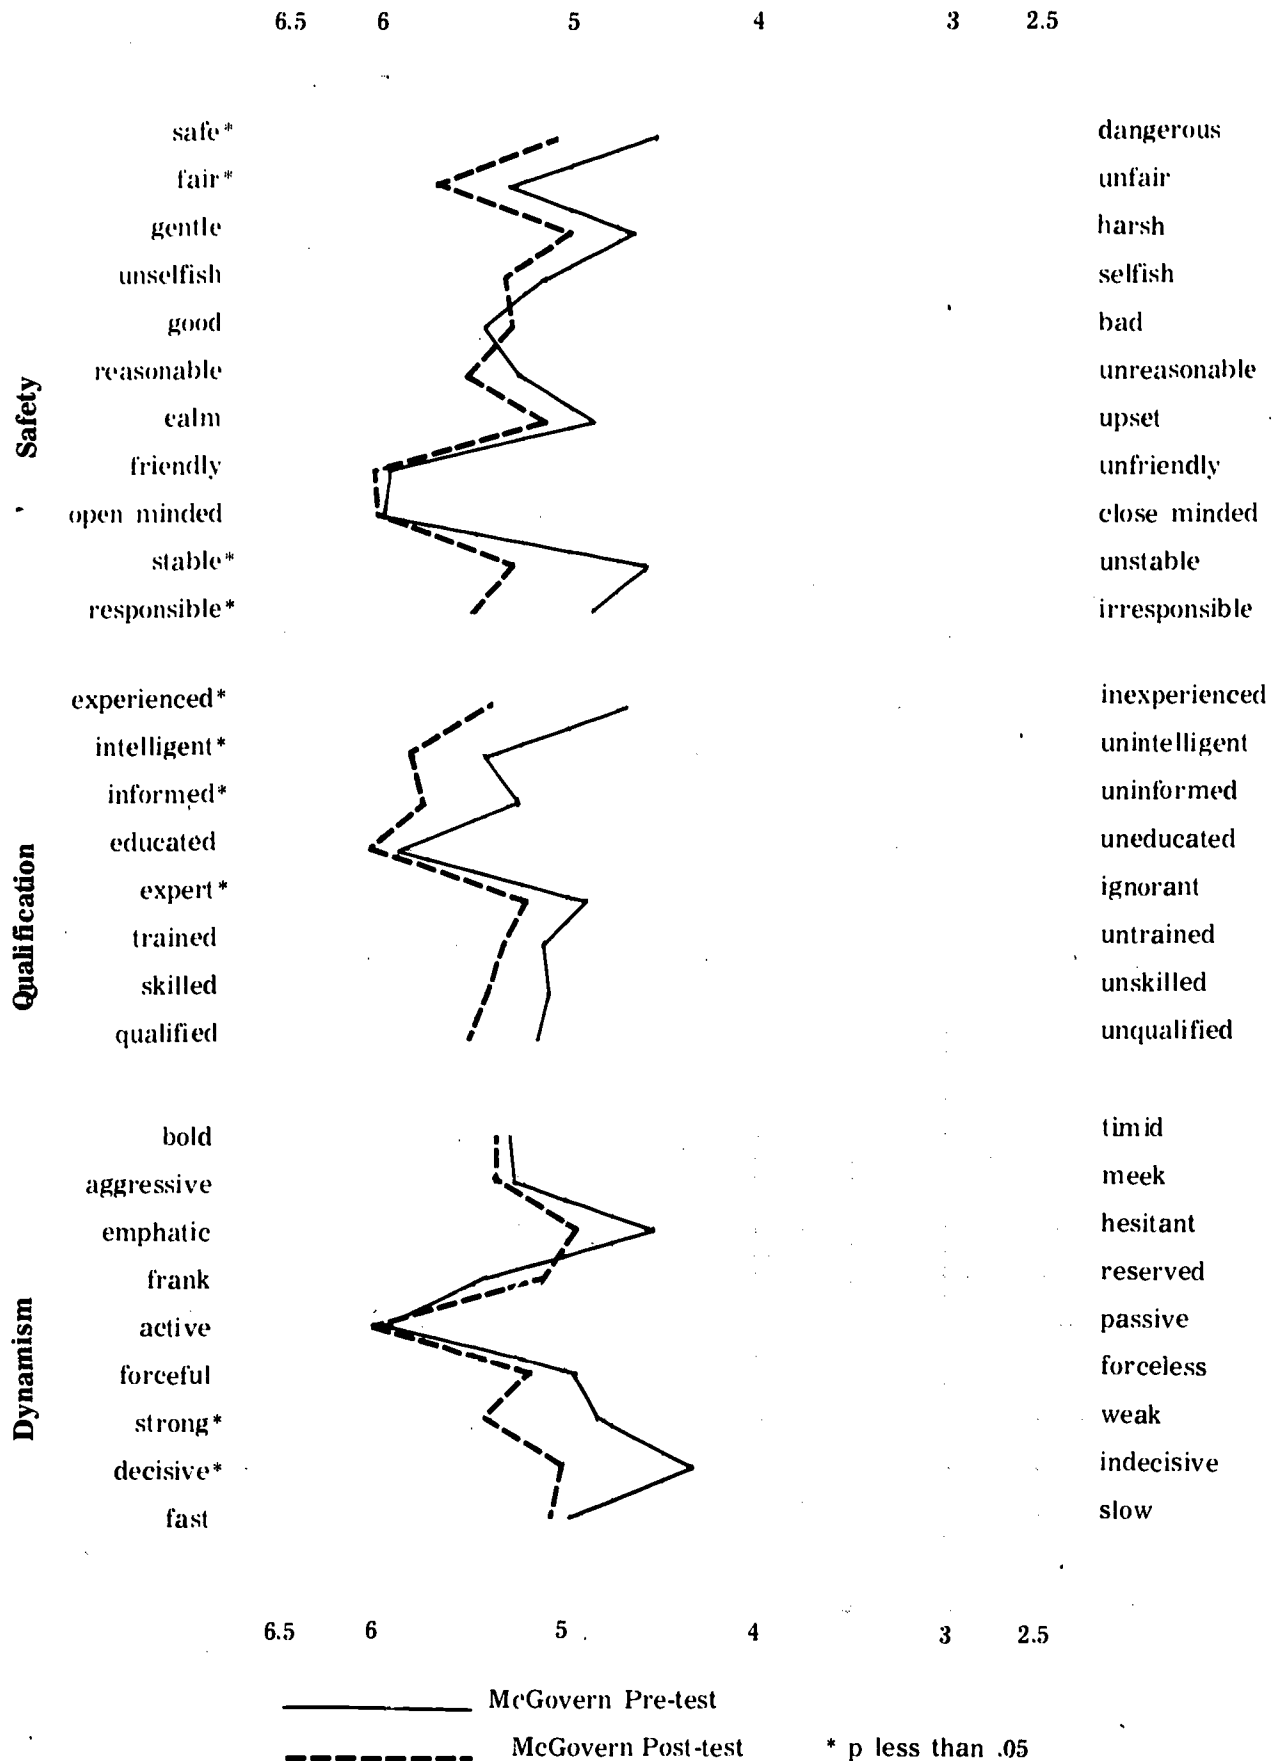 6.5 6 5 4 3 2.5
Safety
safe* dangerous
fair* unfair
gentle harsh
unselfish selfish
good bad
reasonable unreasonable
calm upset
friendly unfriendly
open minded close minded
stable* unstable
responsible* irresponsible
Qualification
experienced* inexperienced
intelligent* unintelligent
informed* uninformed
educated uneducated
expert* ignorant
trained untrained
skilled unskilled
qualified unqualified
Dynamism
bold timid
aggressive meek
emphatic hesitant
frank reserved
active passive
forceful forceless
strong* weak
decisive* indecisive
fast slow
6.5 6 5 4 3 2.5
McGovern Pre-test
McGovern Post-test * p less than .05